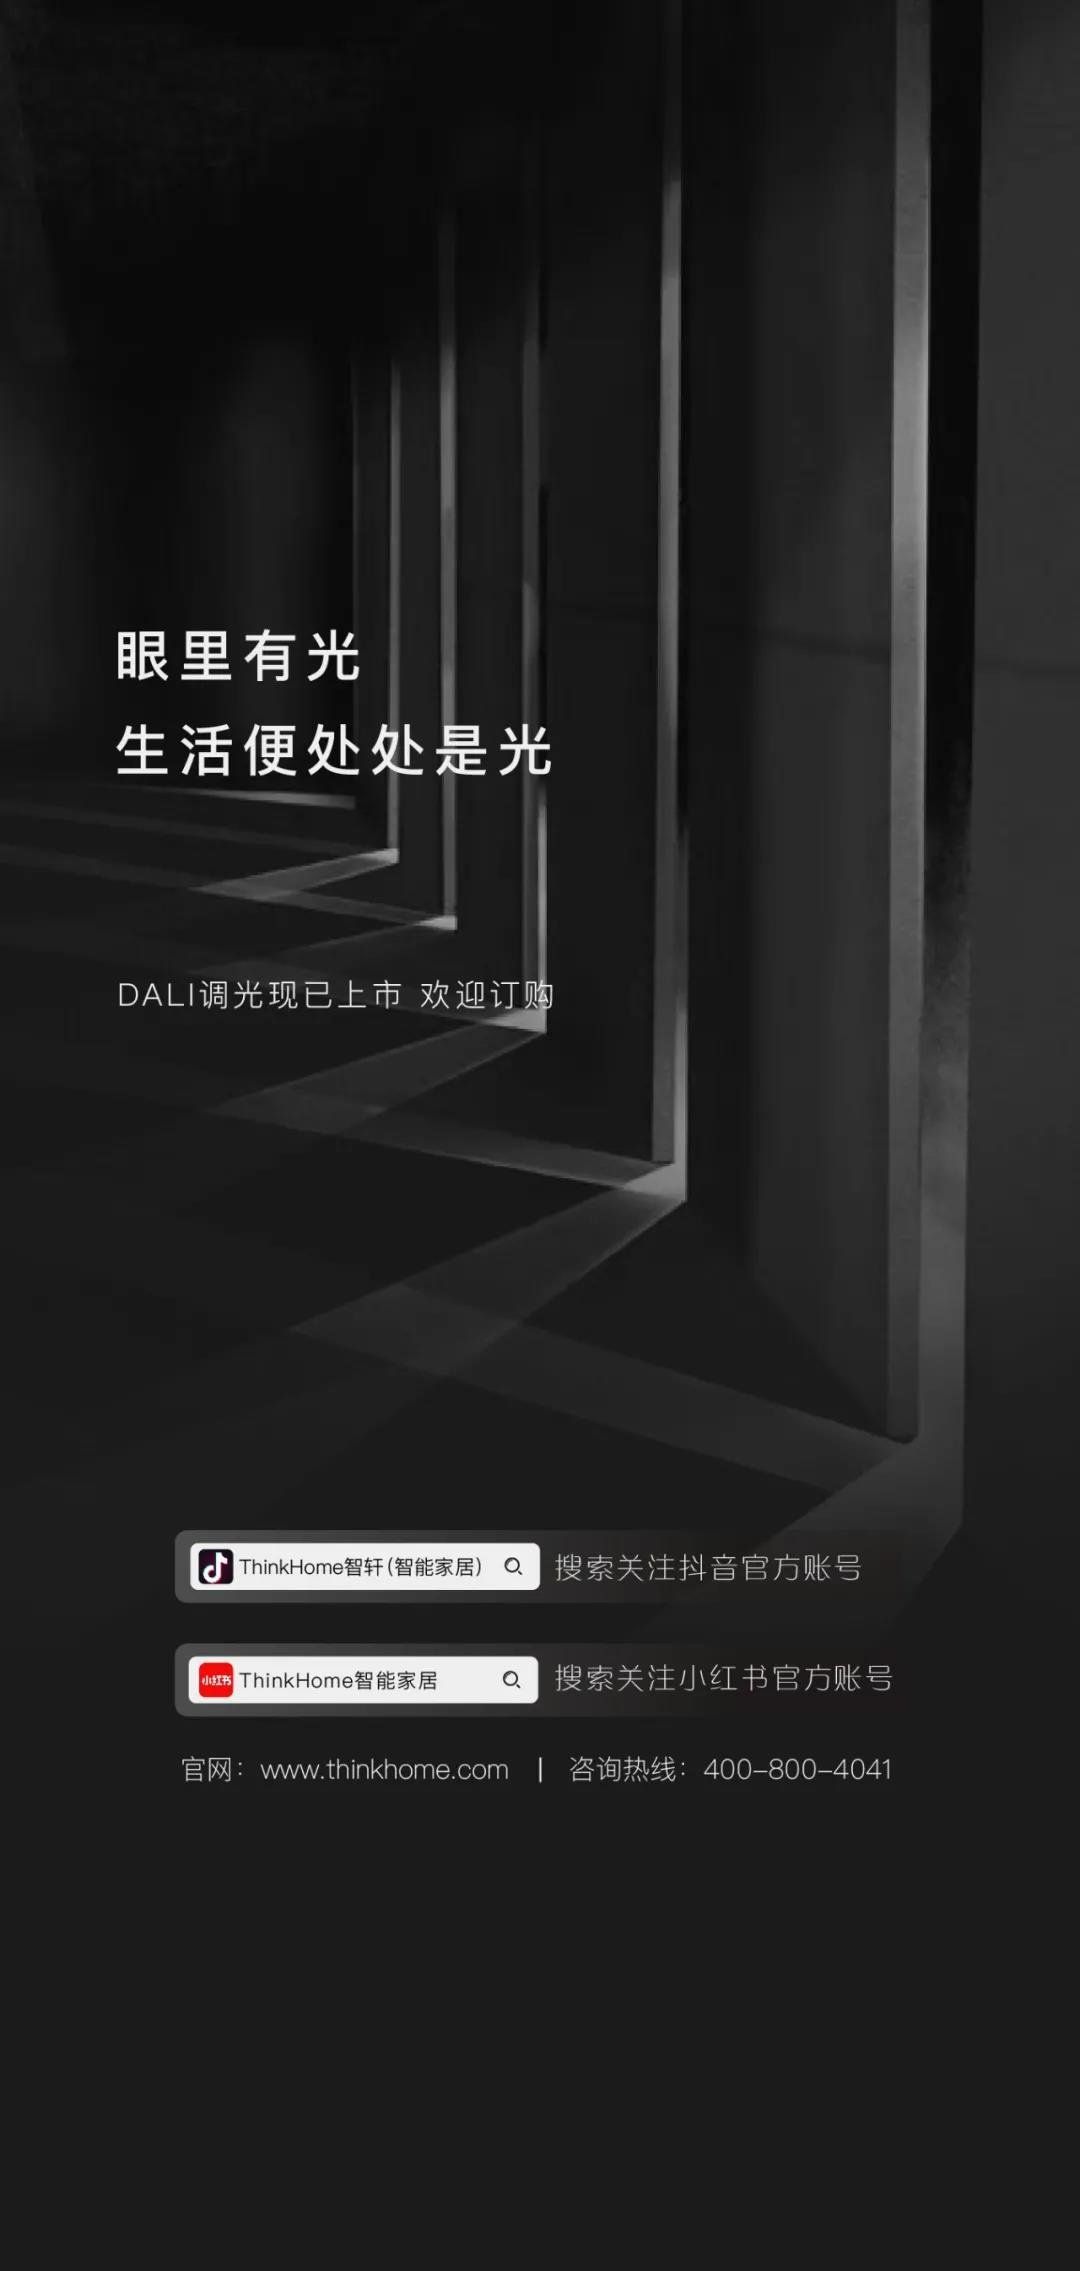 眼里有光
生活便处处是光
DALI调光现已上市 欢迎订购
ThinkHome智轩(智能家居) 搜索关注抖音官方账号
小红书 ThinkHome智能家居 搜索关注小红书官方账号
官网：www.thinkhome.com | 咨询热线：400-800-4041